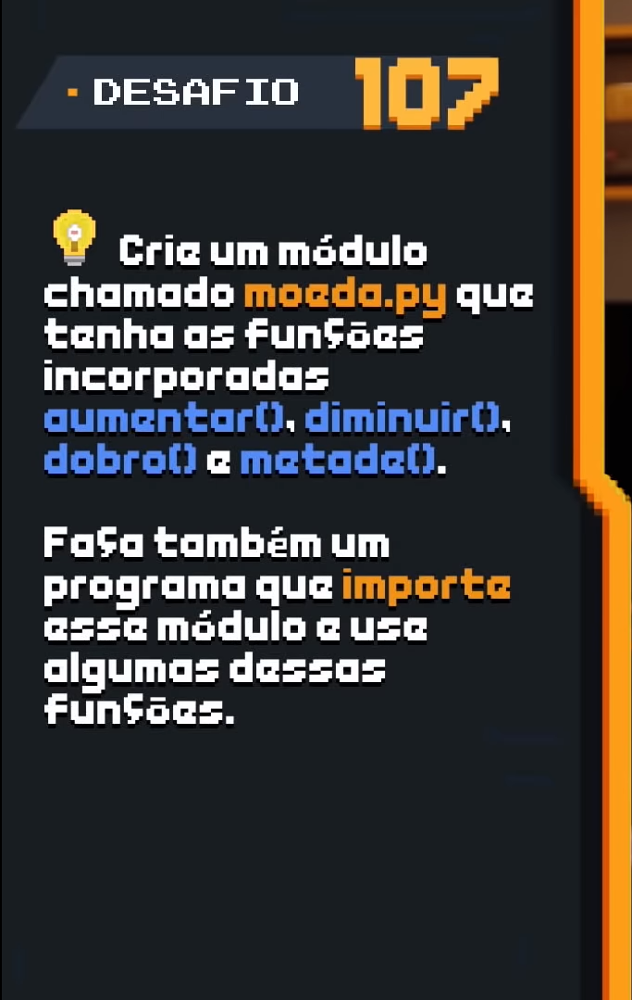 DESAFIO 107
Crie um módulo
chamado moeda.py que
tenha as funções
incorporadas
aumentar(), diminuir(),
dobro() e metade().
Faça também um
programa que importe
esse módulo e use
algumas dessas
funções.